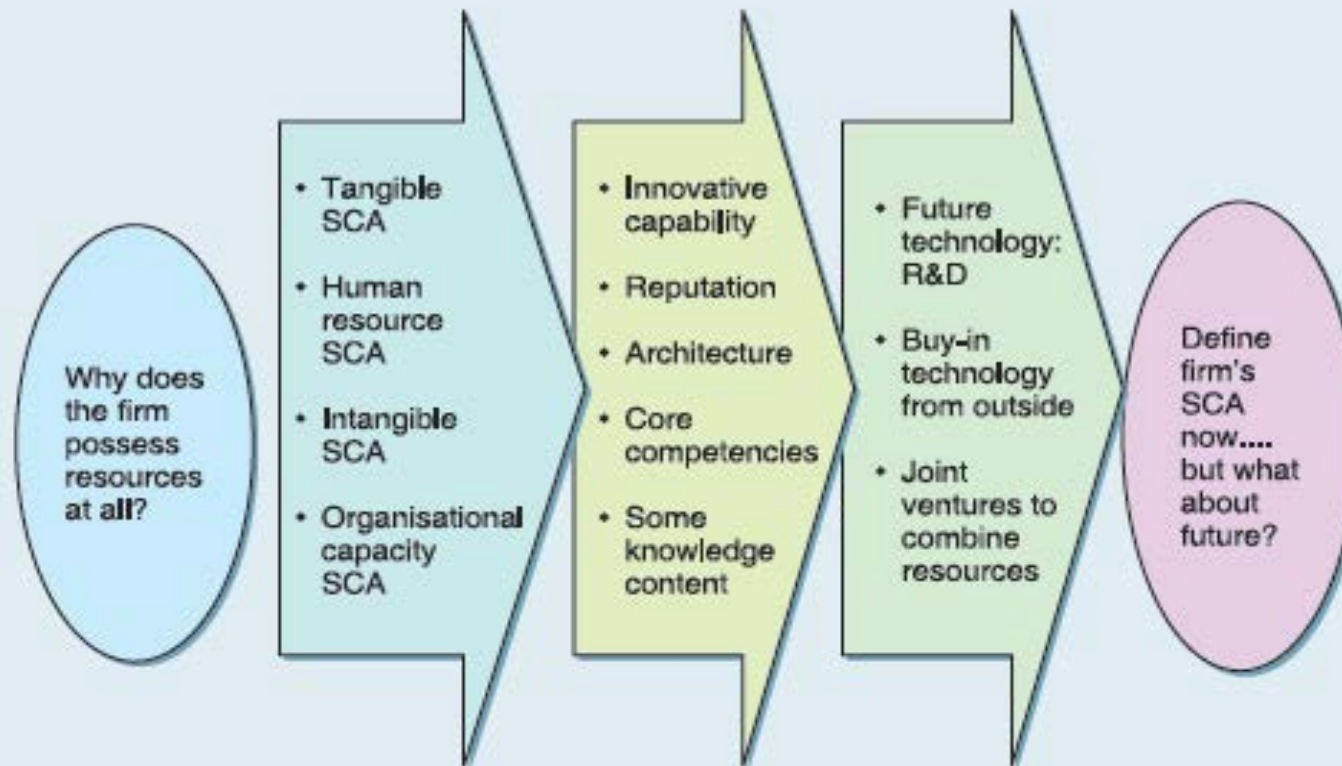 Why does
the firm
possess
resources
at all?
• Tangible
SCA
• Human
resource
SCA
• Intangible
SCA
• Organisational
capacity
SCA
• Innovative
capability
• Reputation
• Architecture
• Core
competencies
• Some
knowledge
content
• Future
technology:
R&D
• Buy-in
technology
from outside
• Joint
ventures to
combine
resources
Define
firm's
SCA
now....
but what
about
future?